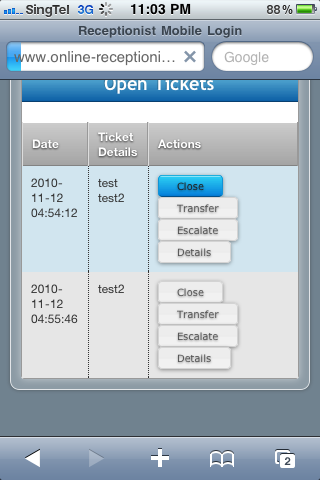 SingTel 3G 11:03 PM 88%
Receptionist Mobile Login
www.online-receptioni... Google
Open Tickets
Date Ticket Details Actions
2010-11-12 04:54:12 test test2 Close
Transfer
Escalate
Details
2010-11-12 04:55:46 test2 Close
Transfer
Escalate
Details
2